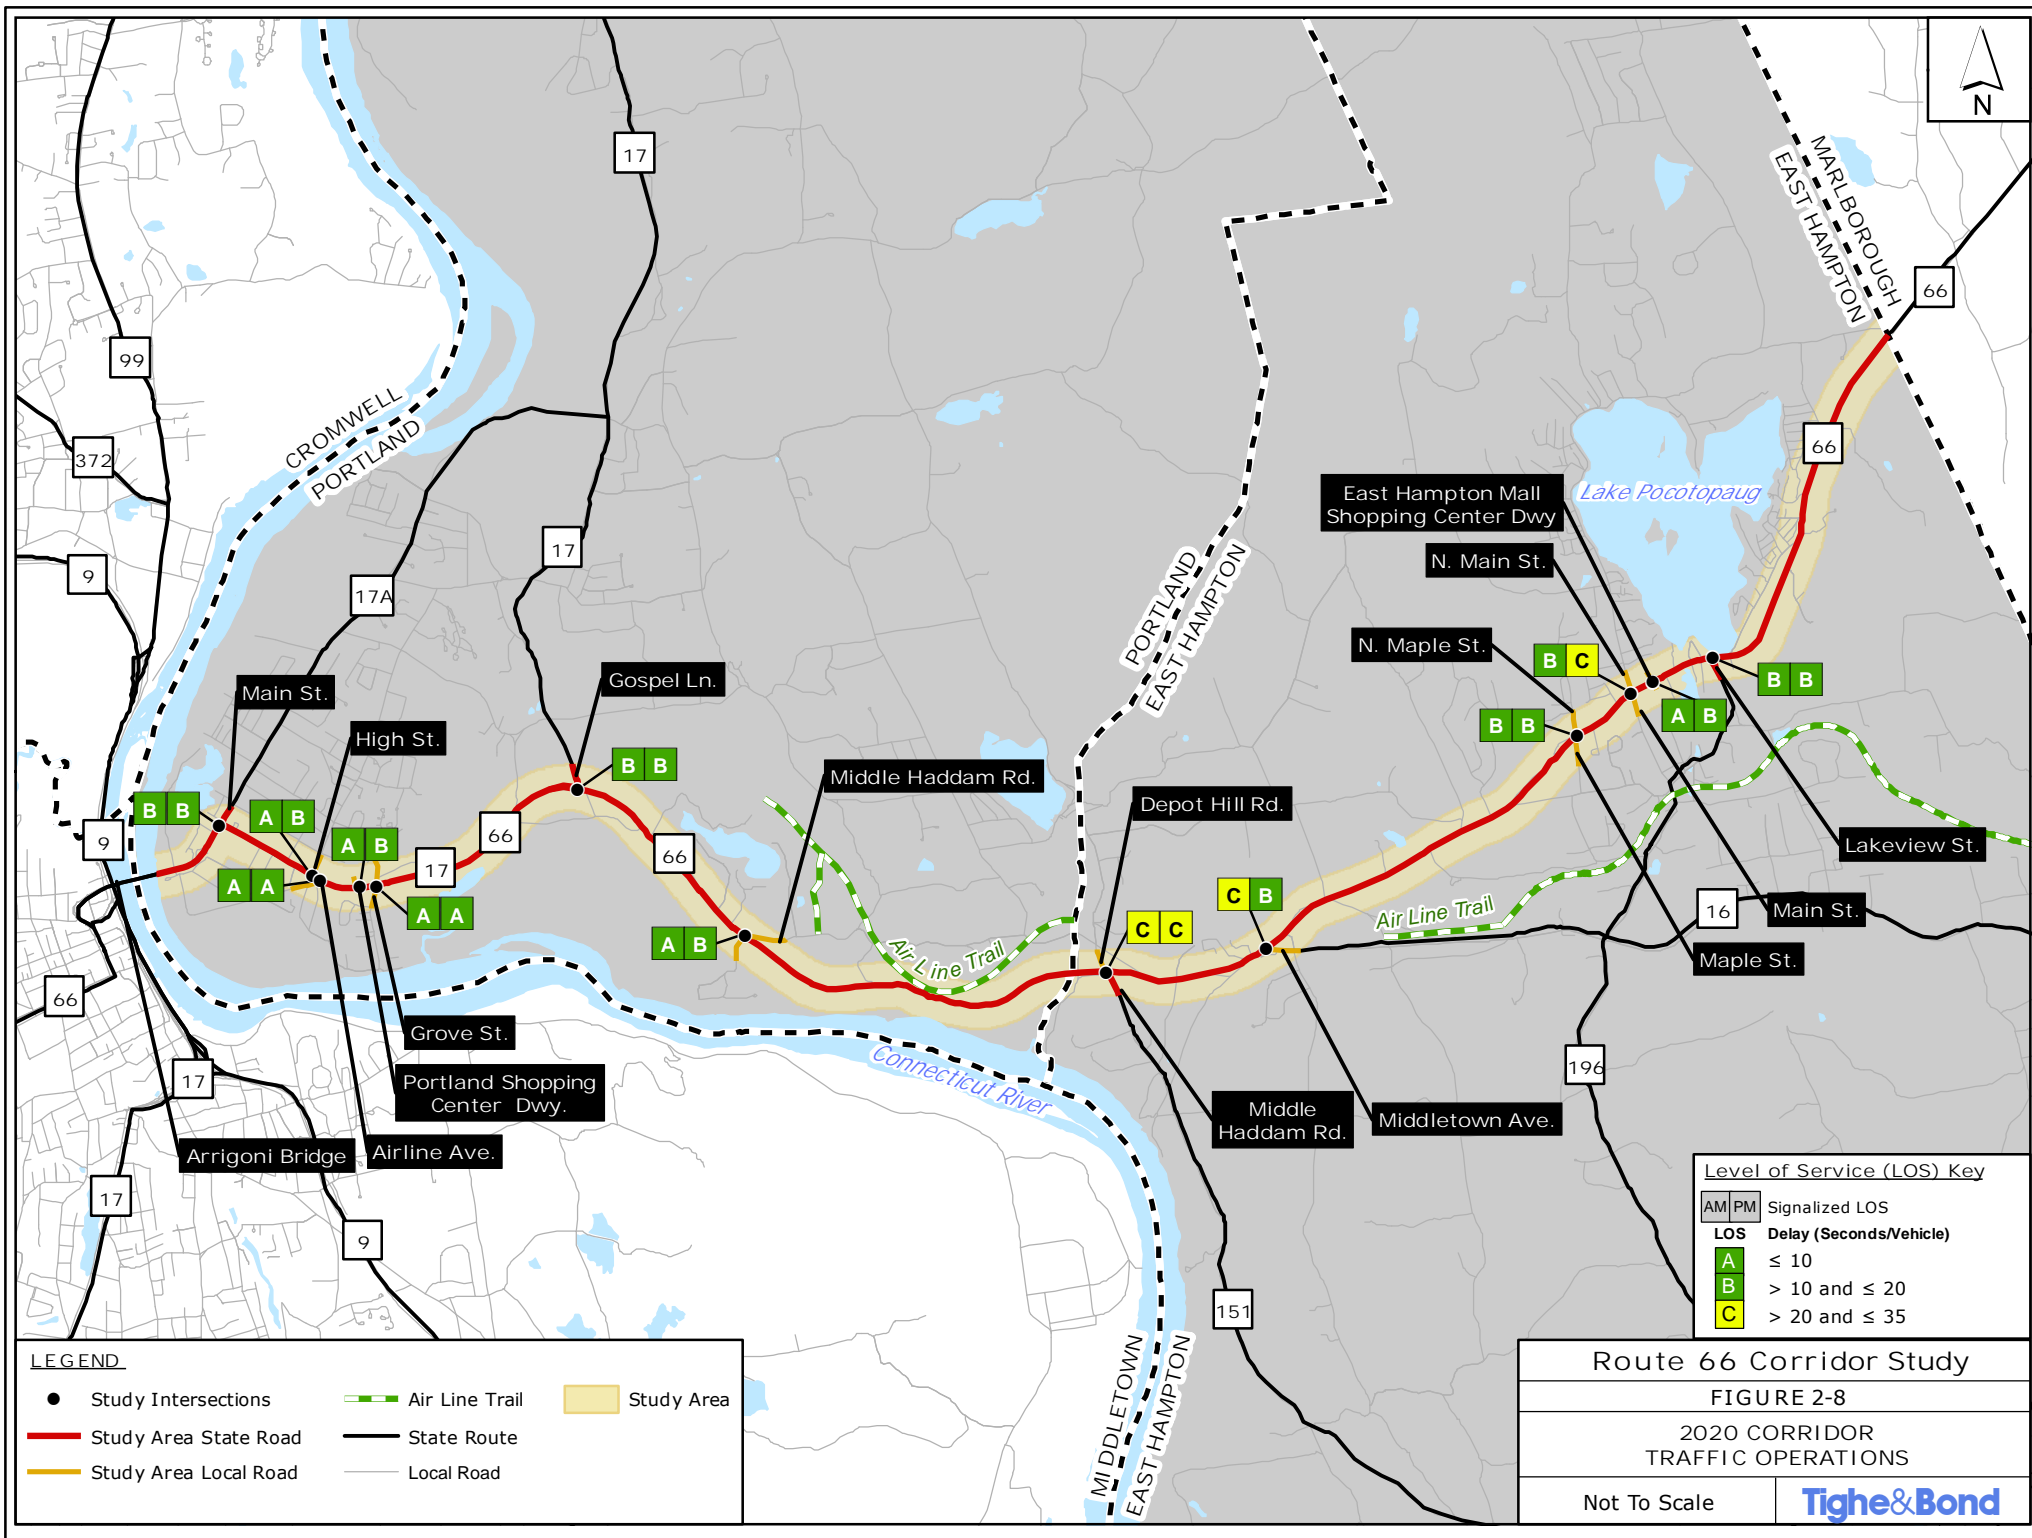 N
17
MARLBOROUGH
EAST HAMPTON
66
99
CROMWELL
PORTLAND
372
66
East Hampton Mall
Shopping Center Dwy
Lake Pocotopaug
17
N. Main St.
9
17A
PORTLAND
EAST HAMPTON
N. Maple St.
B C
Gospel Ln.
B B
Main St.
A B
B B
High St.
B B
Middle Haddam Rd.
Depot Hill Rd.
B B
A B
66
9
A B
66
Lakeview St.
17
A A
C B
16
Main St.
A A
Air Line Trail
C C
A B
Air Line Trail
Maple St.
66
Grove St.
Connecticut River
196
17
Portland Shopping
Center Dwy.
Middle
Haddam Rd.
Middletown Ave.
Arrigoni Bridge
Airline Ave.
17
9
151
MIDDLETOWN
EAST HAMPTON
Level of Service (LOS) Key
AM PM Signalized LOS
LOS Delay (Seconds/Vehicle)
A ≤ 10
B > 10 and ≤ 20
C > 20 and ≤ 35
LEGEND
Study Intersections
Air Line Trail
Study Area
Study Area State Road
State Route
Study Area Local Road
Local Road
Route 66 Corridor Study
FIGURE 2-8
2020 CORRIDOR
TRAFFIC OPERATIONS
Not To Scale
Tighe&Bond